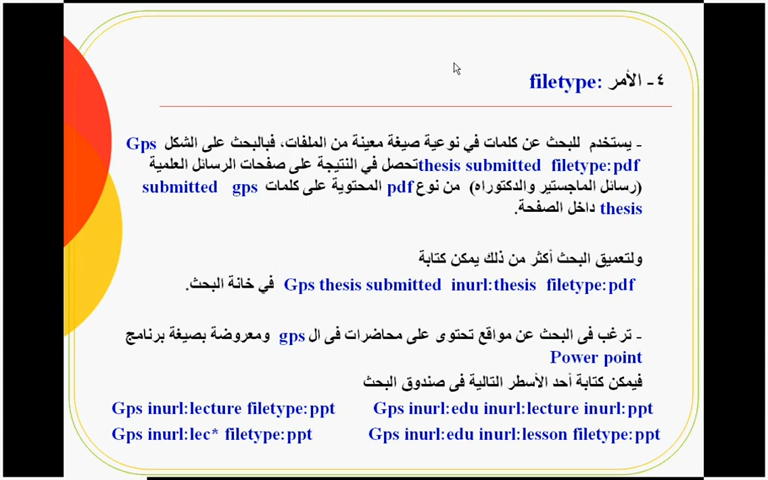 ٤- الأمر filetype:
- يستخدم للبحث عن كلمات في نوعية صيغة معينة من الملفات، فبالبحث على الشكل Gps
thesis submitted filetype:pdf تحصل في النتيجة على صفحات الرسائل العلمية
(رسائل الماجستير والدكتوراه) من نوع pdf المحتوية على كلمات submitted gps
thesis داخل الصفحة.
ولتعميق البحث أكثر من ذلك يمكن كتابة
Gps thesis submitted inurl:thesis filetype:pdf في خانة البحث.
- ترغب فى البحث عن مواقع تحتوى على محاضرات فى ال gps ومعروضة بصيغة برنامج
Power point
فيمكن كتابة أحد الأسطر التالية فى صندوق البحث
Gps inurl:lecture filetype:ppt Gps inurl:edu inurl:lecture inurl:ppt
Gps inurl:lec* filetype:ppt Gps inurl:edu inurl:lesson filetype:ppt